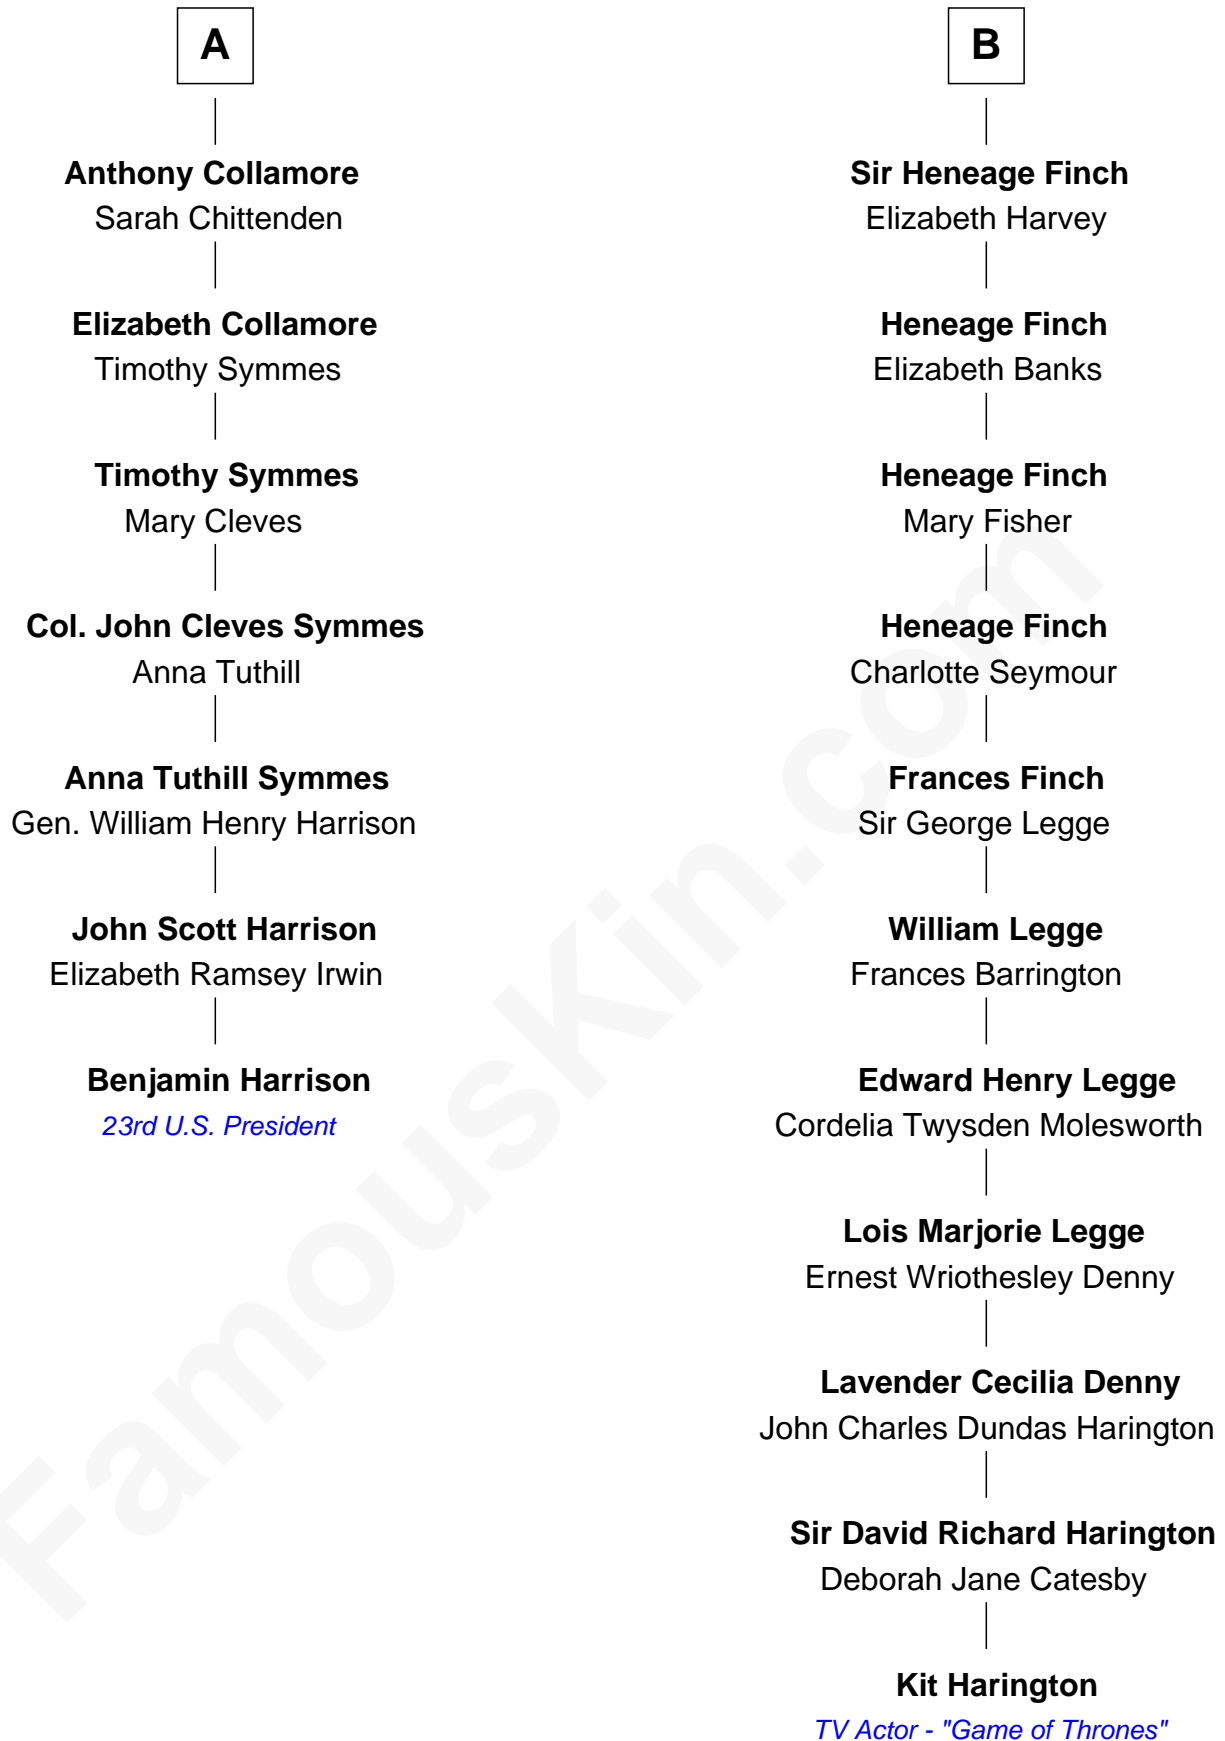 A
Anthony Collamore
Sarah Chittenden
Elizabeth Collamore
Timothy Symmes
Timothy Symmes
Mary Cleves
Col. John Cleves Symmes
Anna Tuthill
Anna Tuthill Symmes
Gen. William Henry Harrison
John Scott Harrison
Elizabeth Ramsey Irwin
Benjamin Harrison
23rd U.S. President
B
Sir Heneage Finch
Elizabeth Harvey
Heneage Finch
Elizabeth Banks
Heneage Finch
Mary Fisher
Heneage Finch
Charlotte Seymour
Frances Finch
Sir George Legge
William Legge
Frances Barrington
Edward Henry Legge
Cordelia Twysden Molesworth
Lois Marjorie Legge
Ernest Wriothesley Denny
Lavender Cecilia Denny
John Charles Dundas Harington
Sir David Richard Harington
Deborah Jane Catesby
Kit Harington
TV Actor - "Game of Thrones"
FamousKin.com